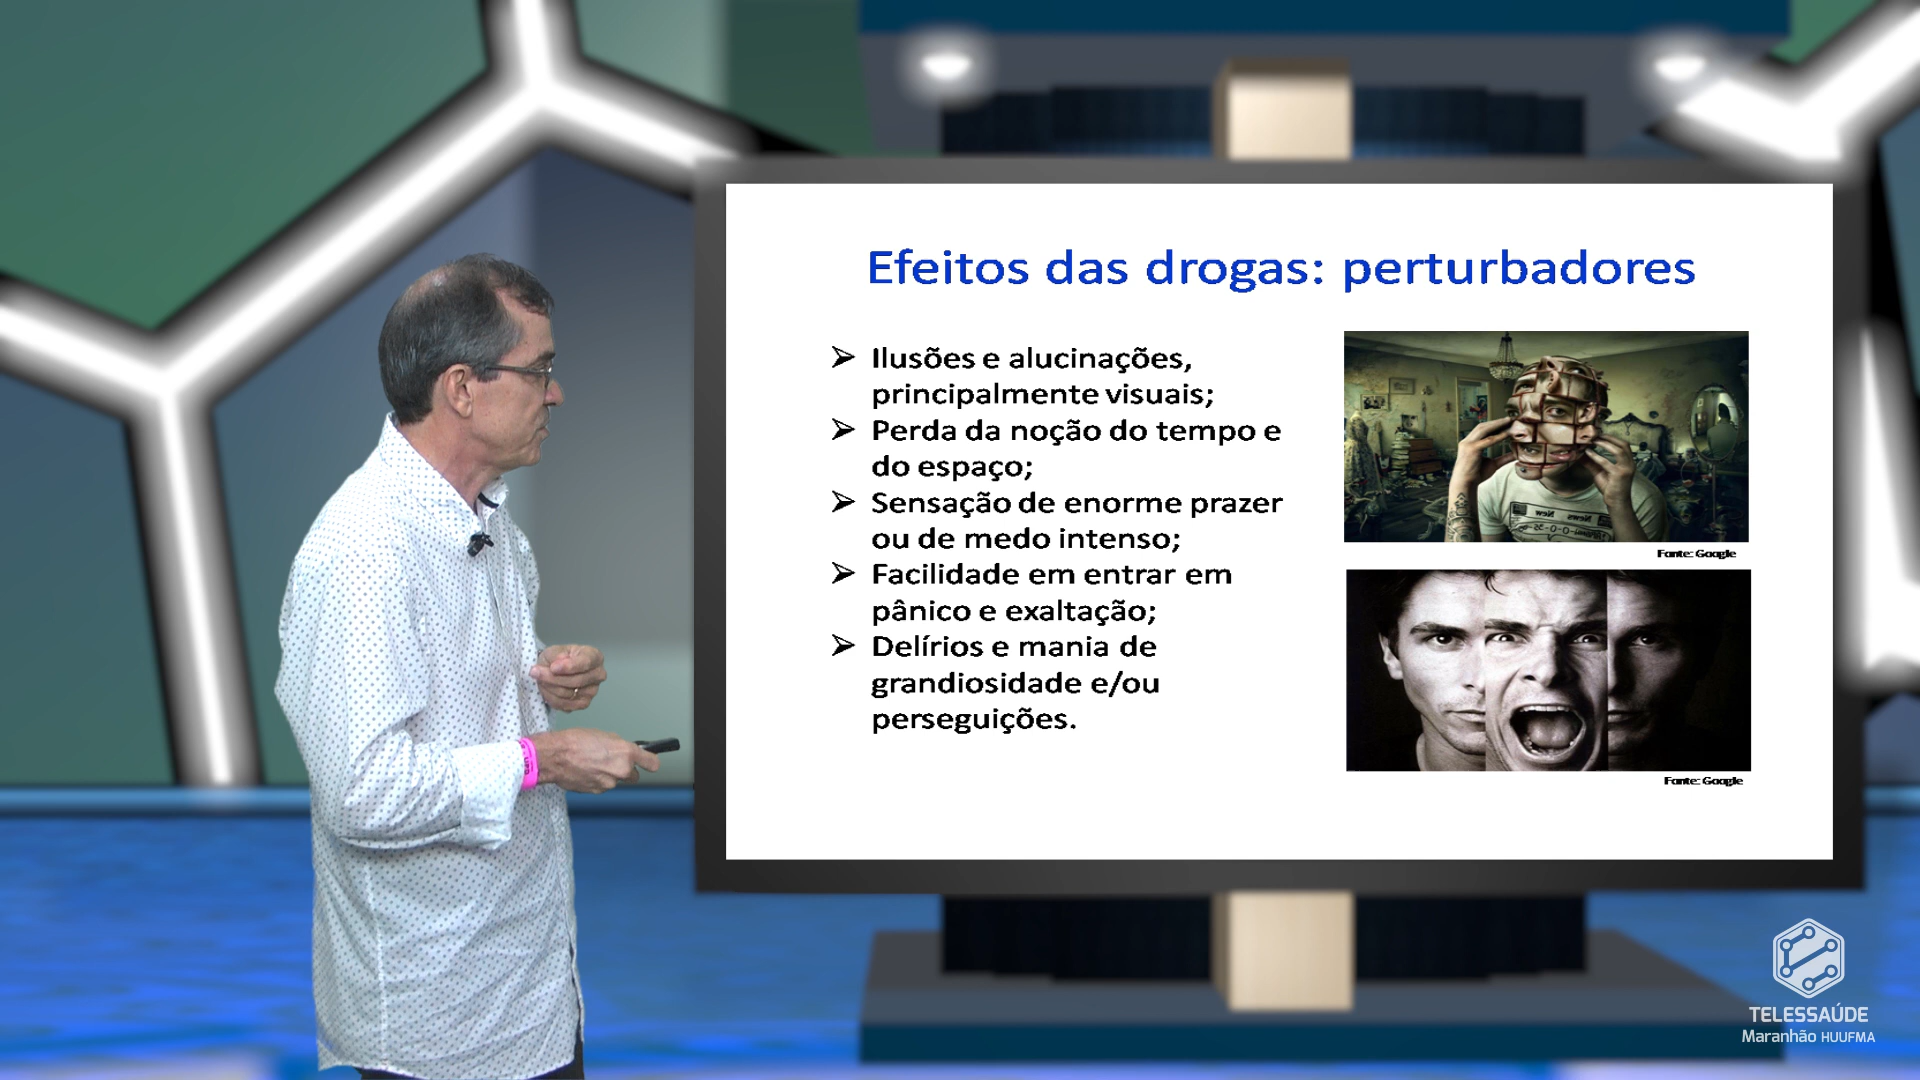 Efeitos das drogas: perturbadores
➢ Ilusões e alucinações,
principalmente visuais;
➢ Perda da noção do tempo e
do espaço;
➢ Sensação de enorme prazer
ou de medo intenso;
➢ Facilidade em entrar em
pânico e exaltação;
➢ Delírios e mania de
grandiosidade e/ou
perseguições.
Fonte: Google
Fonte: Google
TELESSAÚDE
Maranhão HUUFMA